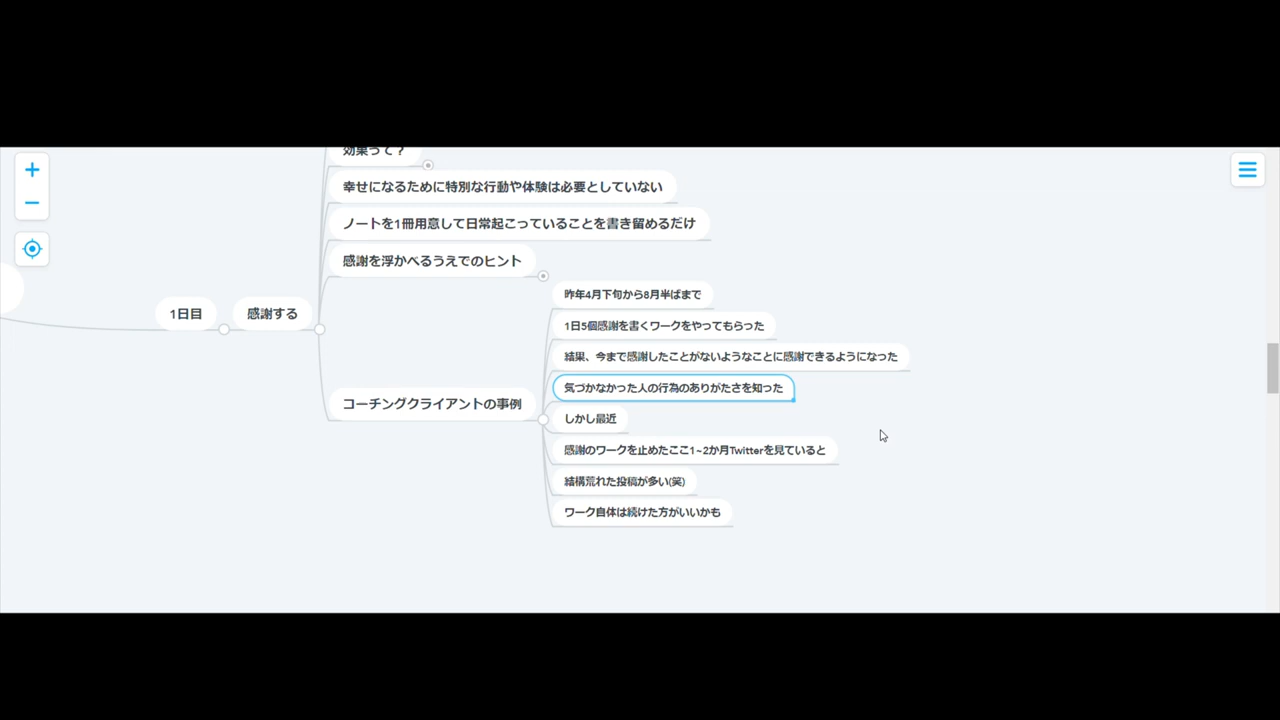 効果って？
幸せになるために特別な行動や体験は必要としていない
ノートを1冊用意して日常起こっていることを書き留めるだけ
感謝を浮かべるうえでのヒント
1日目
感謝する
コーチングクライアントの事例
昨年4月下旬から8月半ばまで
1日5個感謝を書くワークをやってもらった
結果、今まで感謝したことがないようなことに感謝できるようになった
気づかなかった人の行為のありがたさを知った
しかし最近
感謝のワークを止めたここ1~2か月Twitterを見ていると
結構荒れた投稿が多い(笑)
ワーク自体は続けた方がいいかも